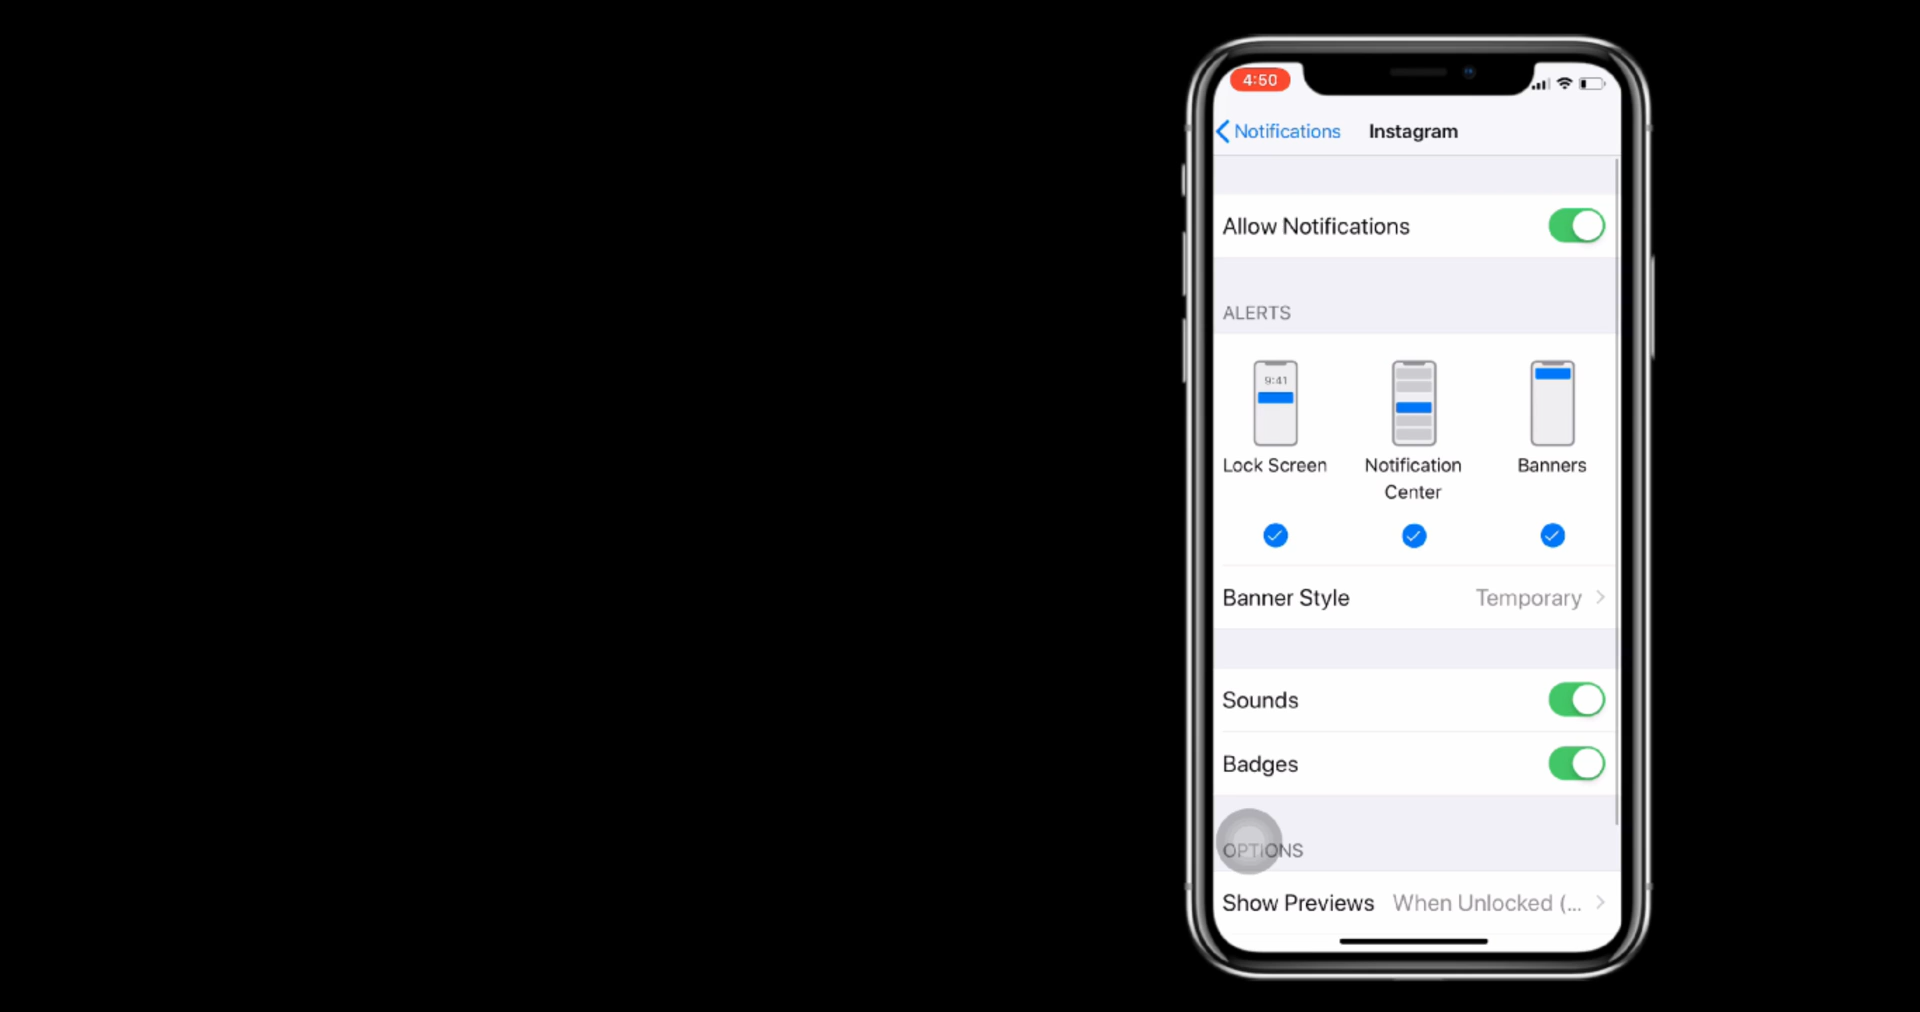 4:50
Notifications Instagram
Allow Notifications
ALERTS
9:41
Lock Screen Notification Center Banners
Banner Style Temporary
Sounds
Badges
OPTIONS
Show Previews When Unlocked (...